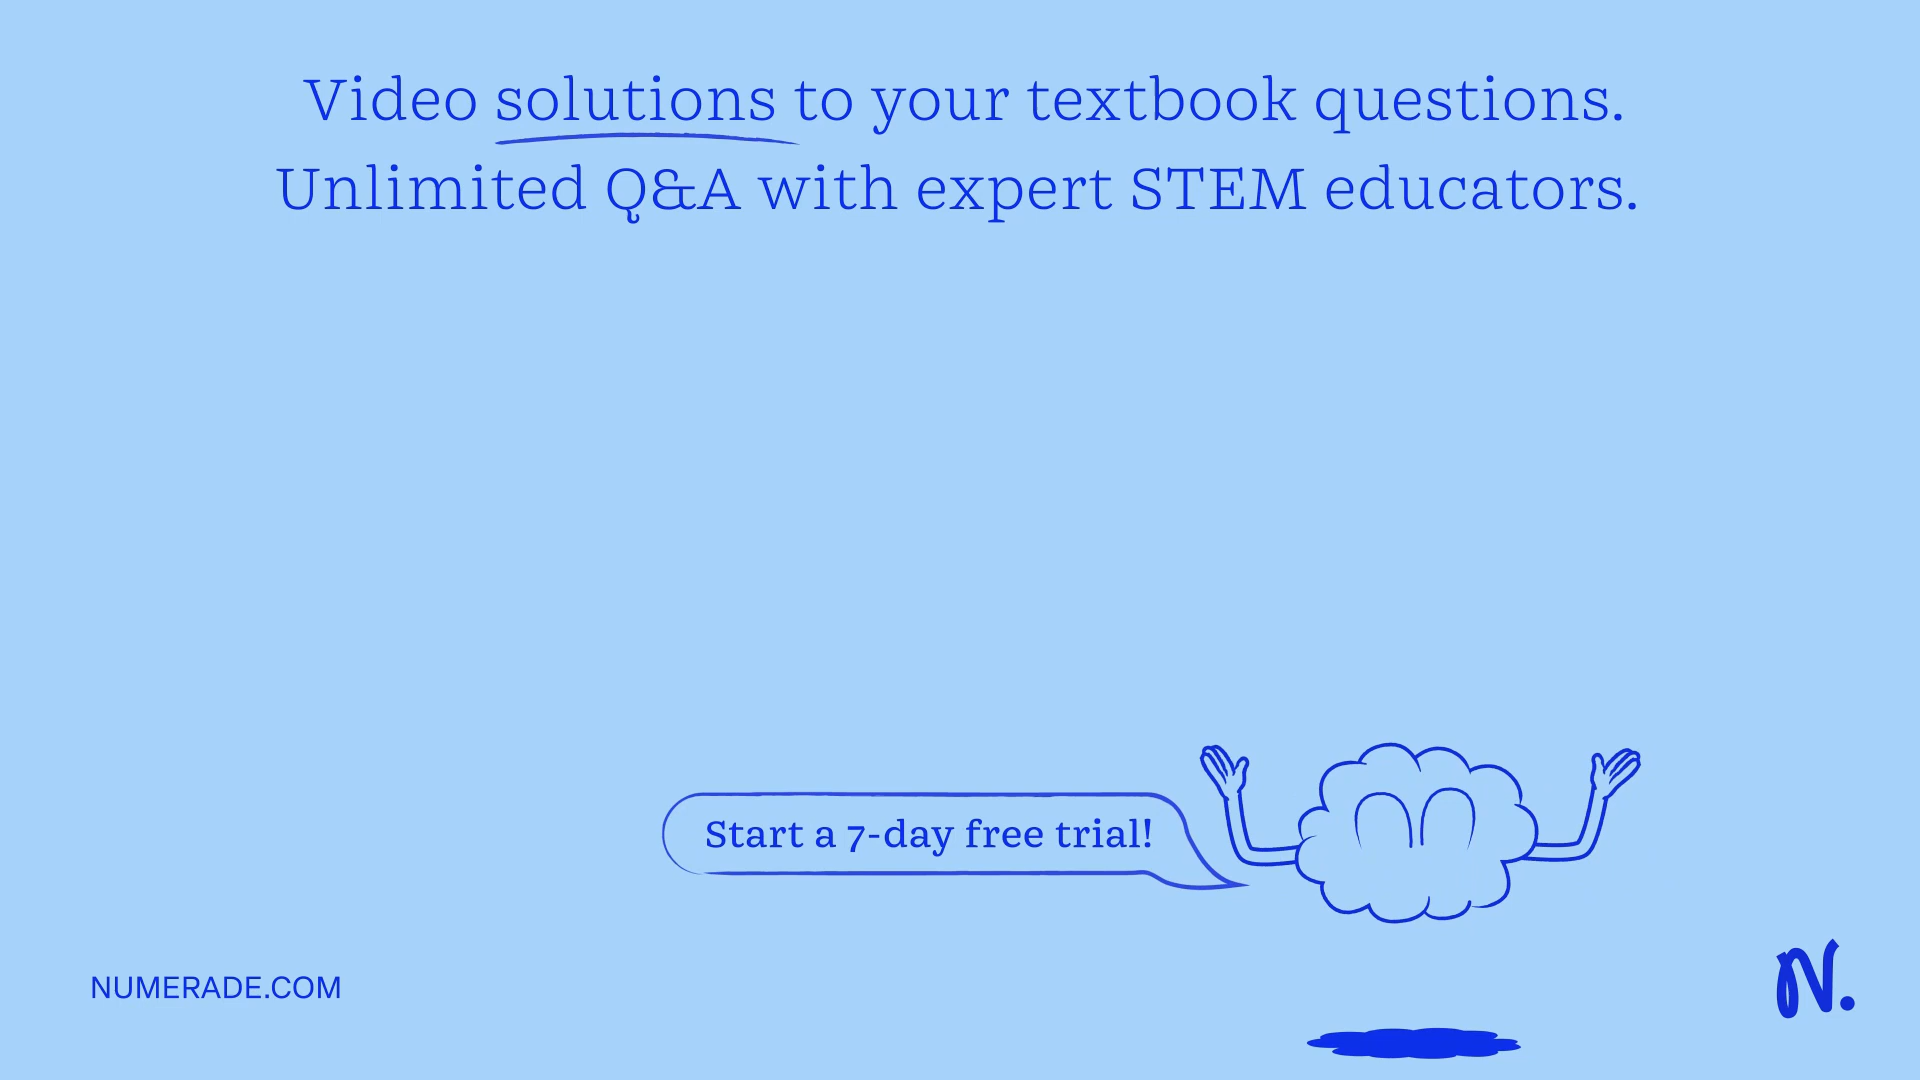 Video solutions to your textbook questions.
Unlimited Q&A with expert STEM educators.
Start a 7-day free trial!
NUMERADE.COM
N.